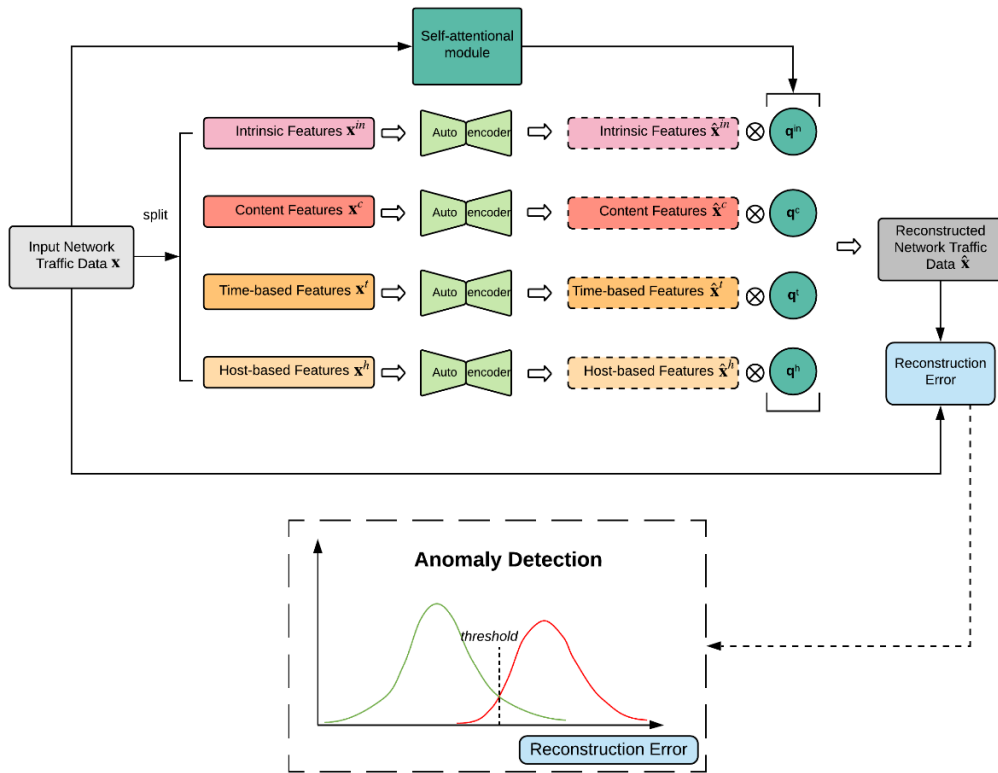 Self-attentional
module
Intrinsic Features x^in
Auto encoder
Intrinsic Features x̂^in
⊗
q^in
split
Content Features x^c
Auto encoder
Content Features x̂^c
⊗
q^c
Input Network
Traffic Data x
Reconstructed
Network Traffic
Data x̂
Time-based Features x^t
Auto encoder
Time-based Features x̂^t
⊗
q^t
Host-based Features x^h
Auto encoder
Host-based Features x̂^h
⊗
q^h
Reconstruction
Error
Anomaly Detection
threshold
Reconstruction Error